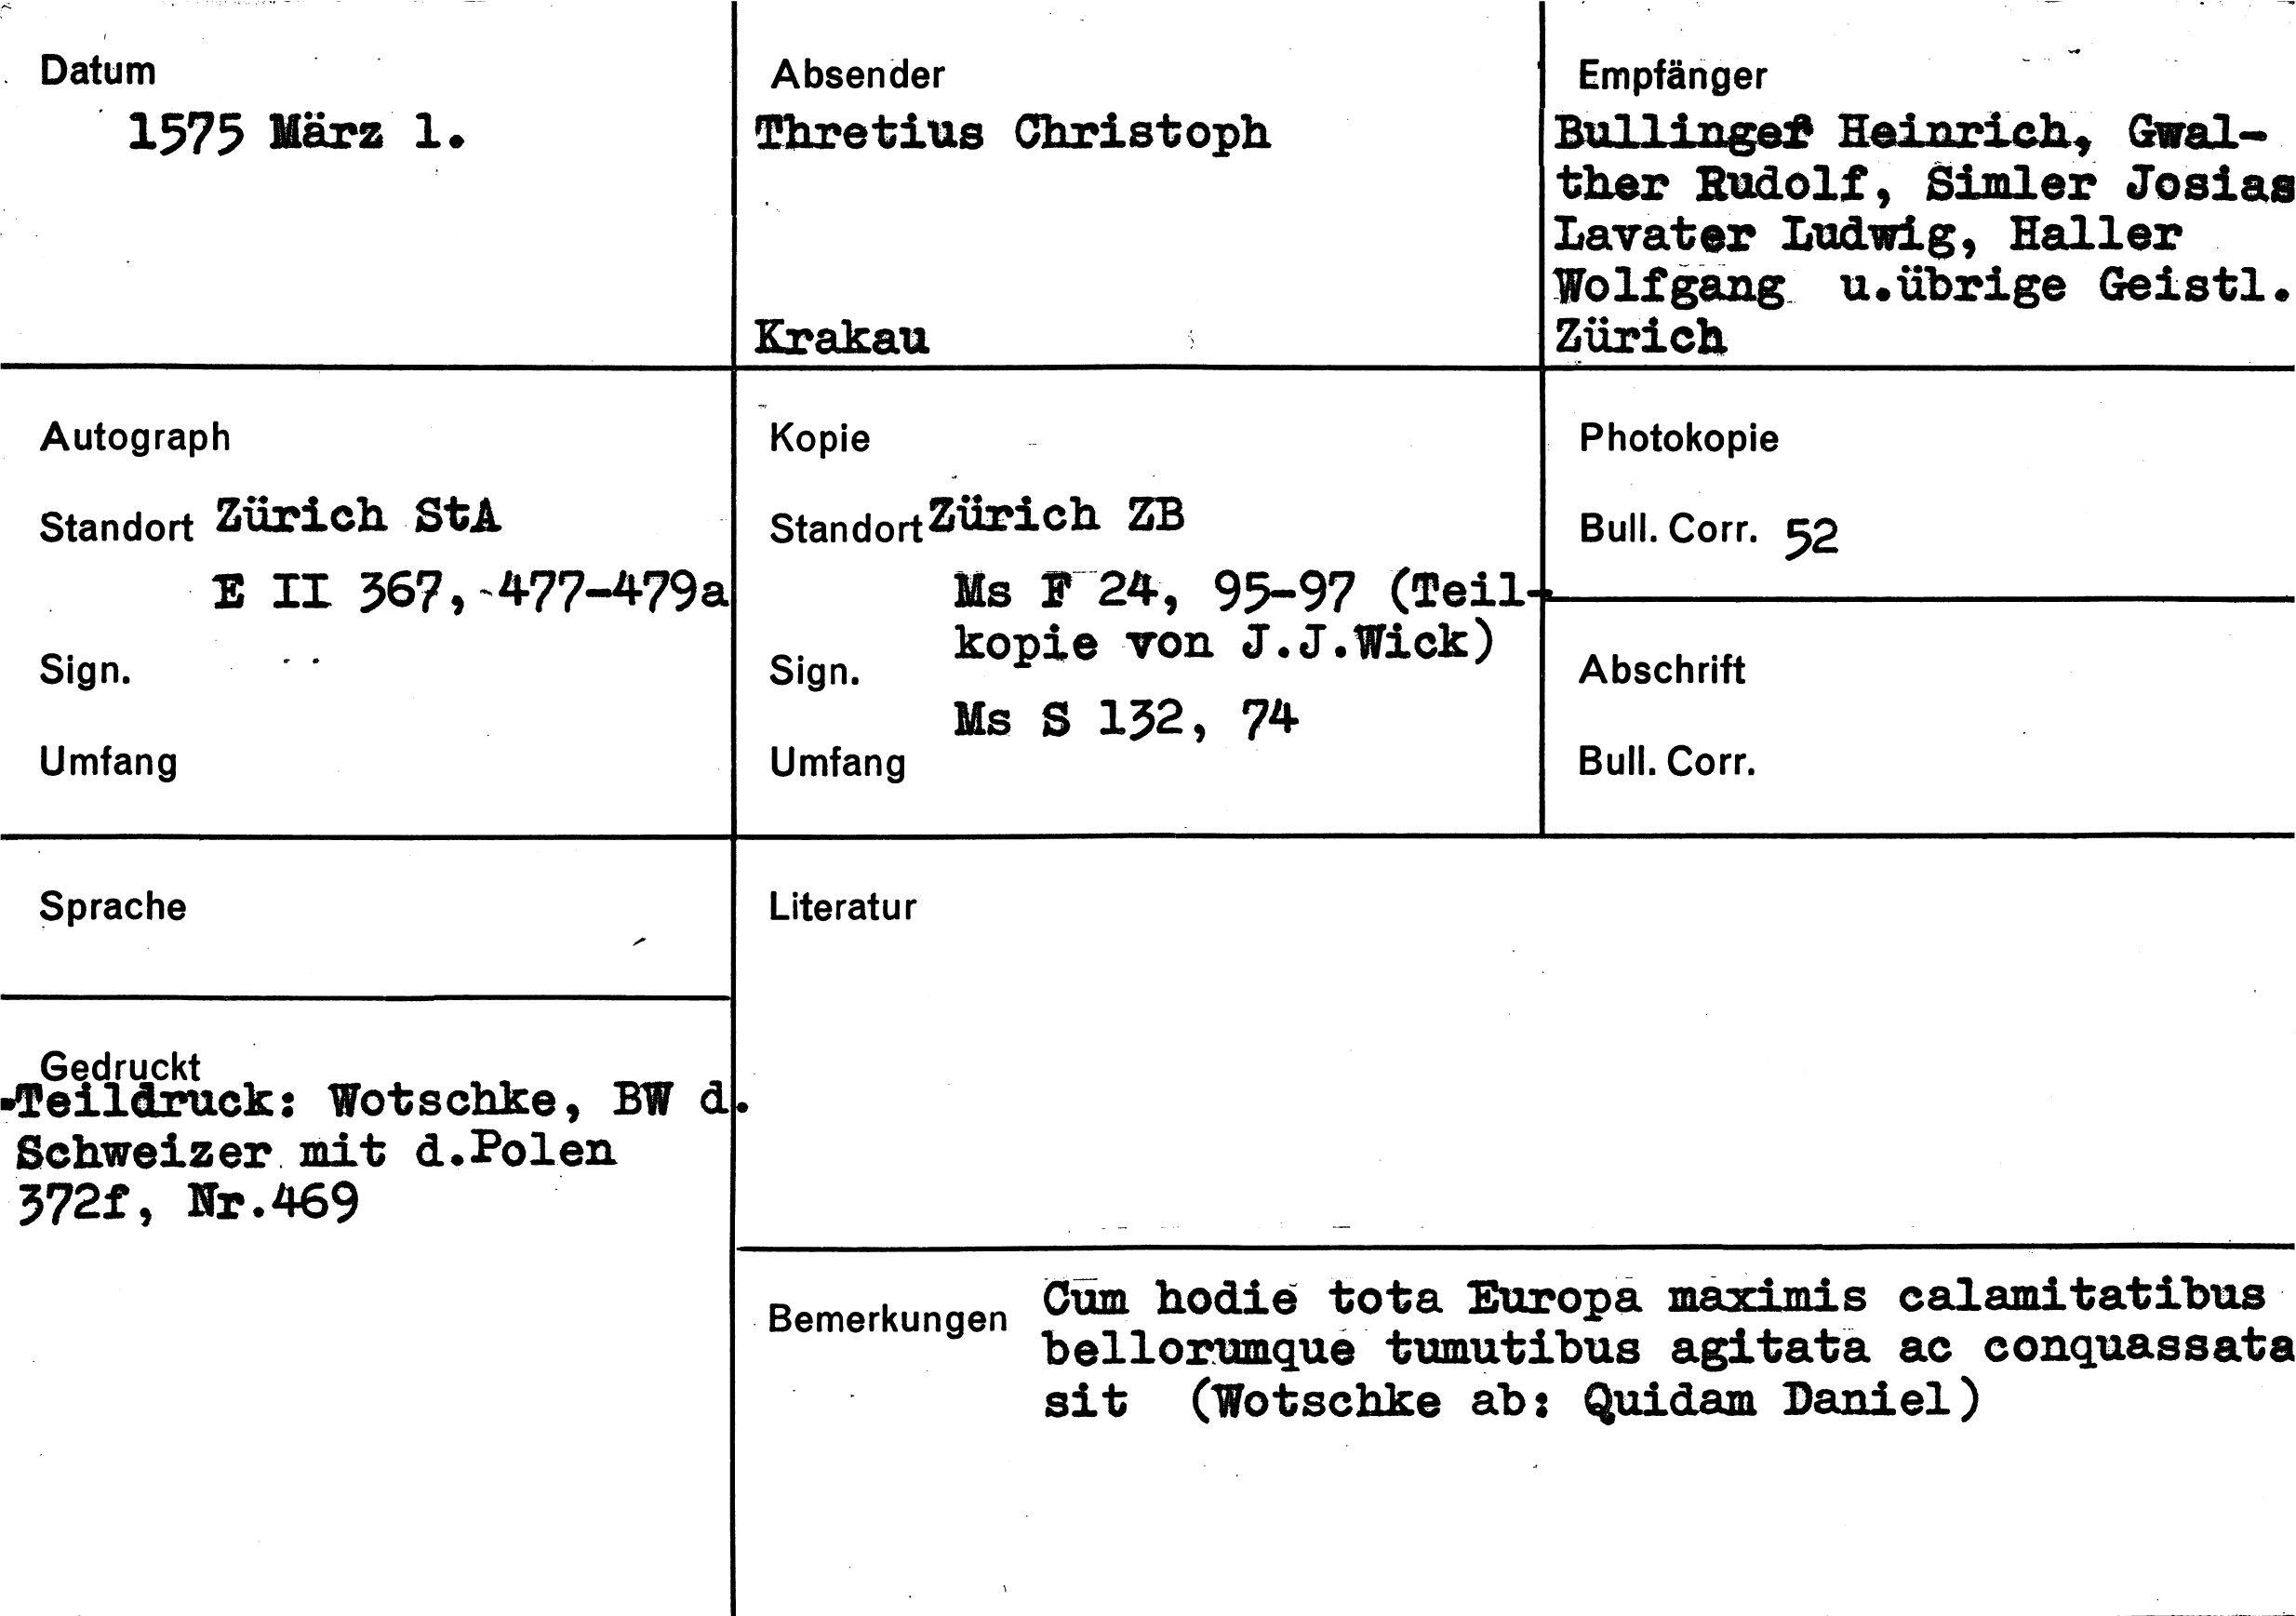 Datum
1575 März 1.
Absender
Thretius Christoph
Krakau
Empfänger
Bullinger Heinrich, Gwal-
ther Rudolf, Simler Josias
Lavater Ludwig, Haller
Wolfgang u.übrige Geistl.
Zürich
Autograph
Standort Zürich StA
E II 367, 477-479a
Sign.
Umfang
Kopie
Standort Zürich ZB
Ms F 24, 95-97 (Teil-
kopie von J.J.Wick)
Sign.
Ms S 132, 74
Umfang
Photokopie
Bull. Corr. 52
Abschrift
Bull. Corr.
Sprache
Literatur
Gedruckt
-Teildruck: Wotschke, BW d.
Schweizer mit d.Polen
372f, Nr.469
Bemerkungen Cum hodie tota Europa maximis calamitatibus
bellorumque tumutibus agitata ac conquassata
sit (Wotschke ab: Quidam Daniel)